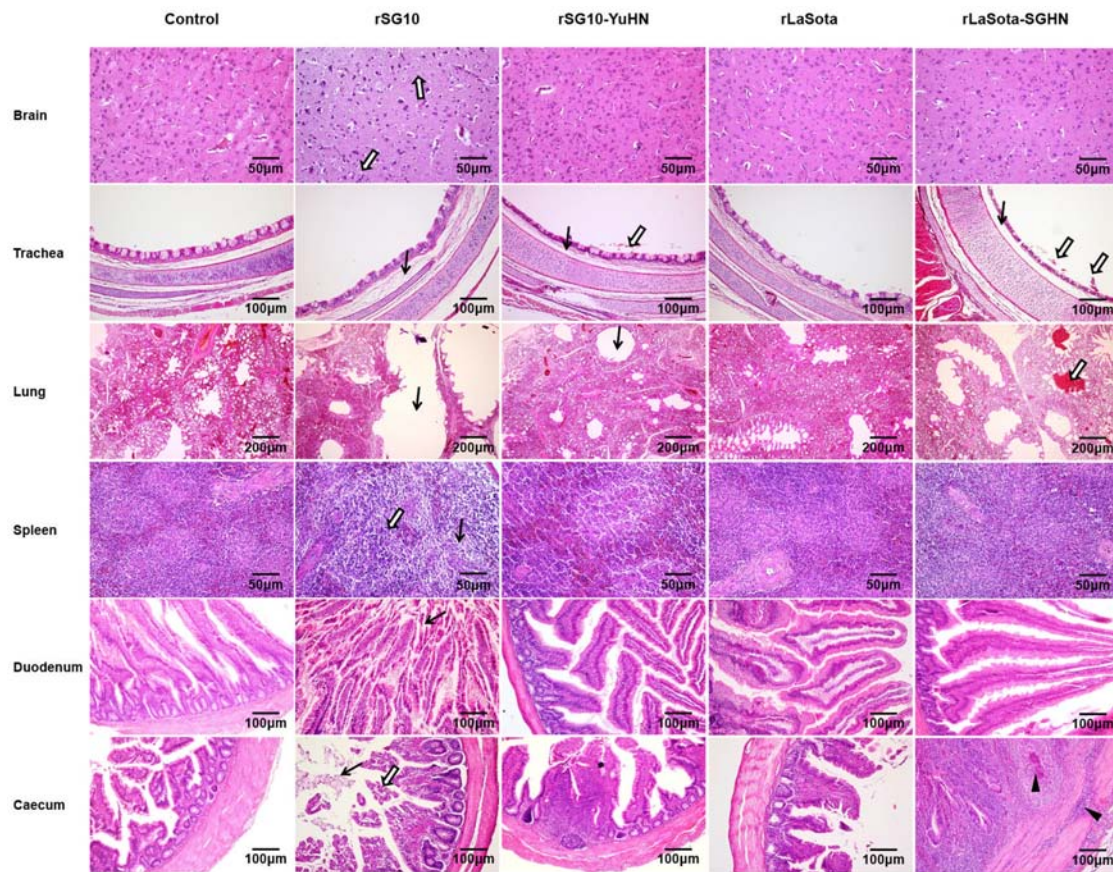 Control rSG10 rSG10-YuHN rLaSota rLaSota-SGHN
Brain 50µm 50µm 50µm 50µm 50µm
Trachea 100µm 100µm 100µm 100µm 100µm
Lung 200µm 200µm 200µm 200µm 200µm
Spleen 50µm 50µm 50µm 50µm 50µm
Duodenum 100µm 100µm 100µm 100µm 100µm
Caecum 100µm 100µm 100µm 100µm 100µm